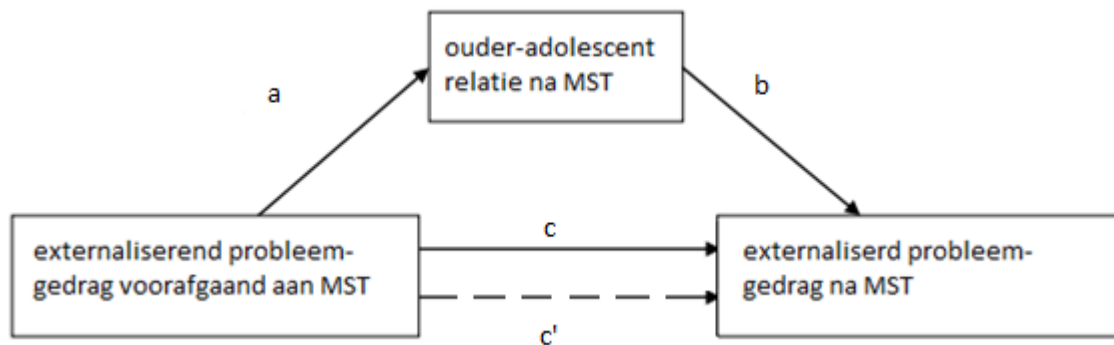 ouder-adolescent
relatie na MST
a
b
externaliserend probleem-
gedrag voorafgaand aan MST
c
c'
externaliserd probleem-
gedrag na MST